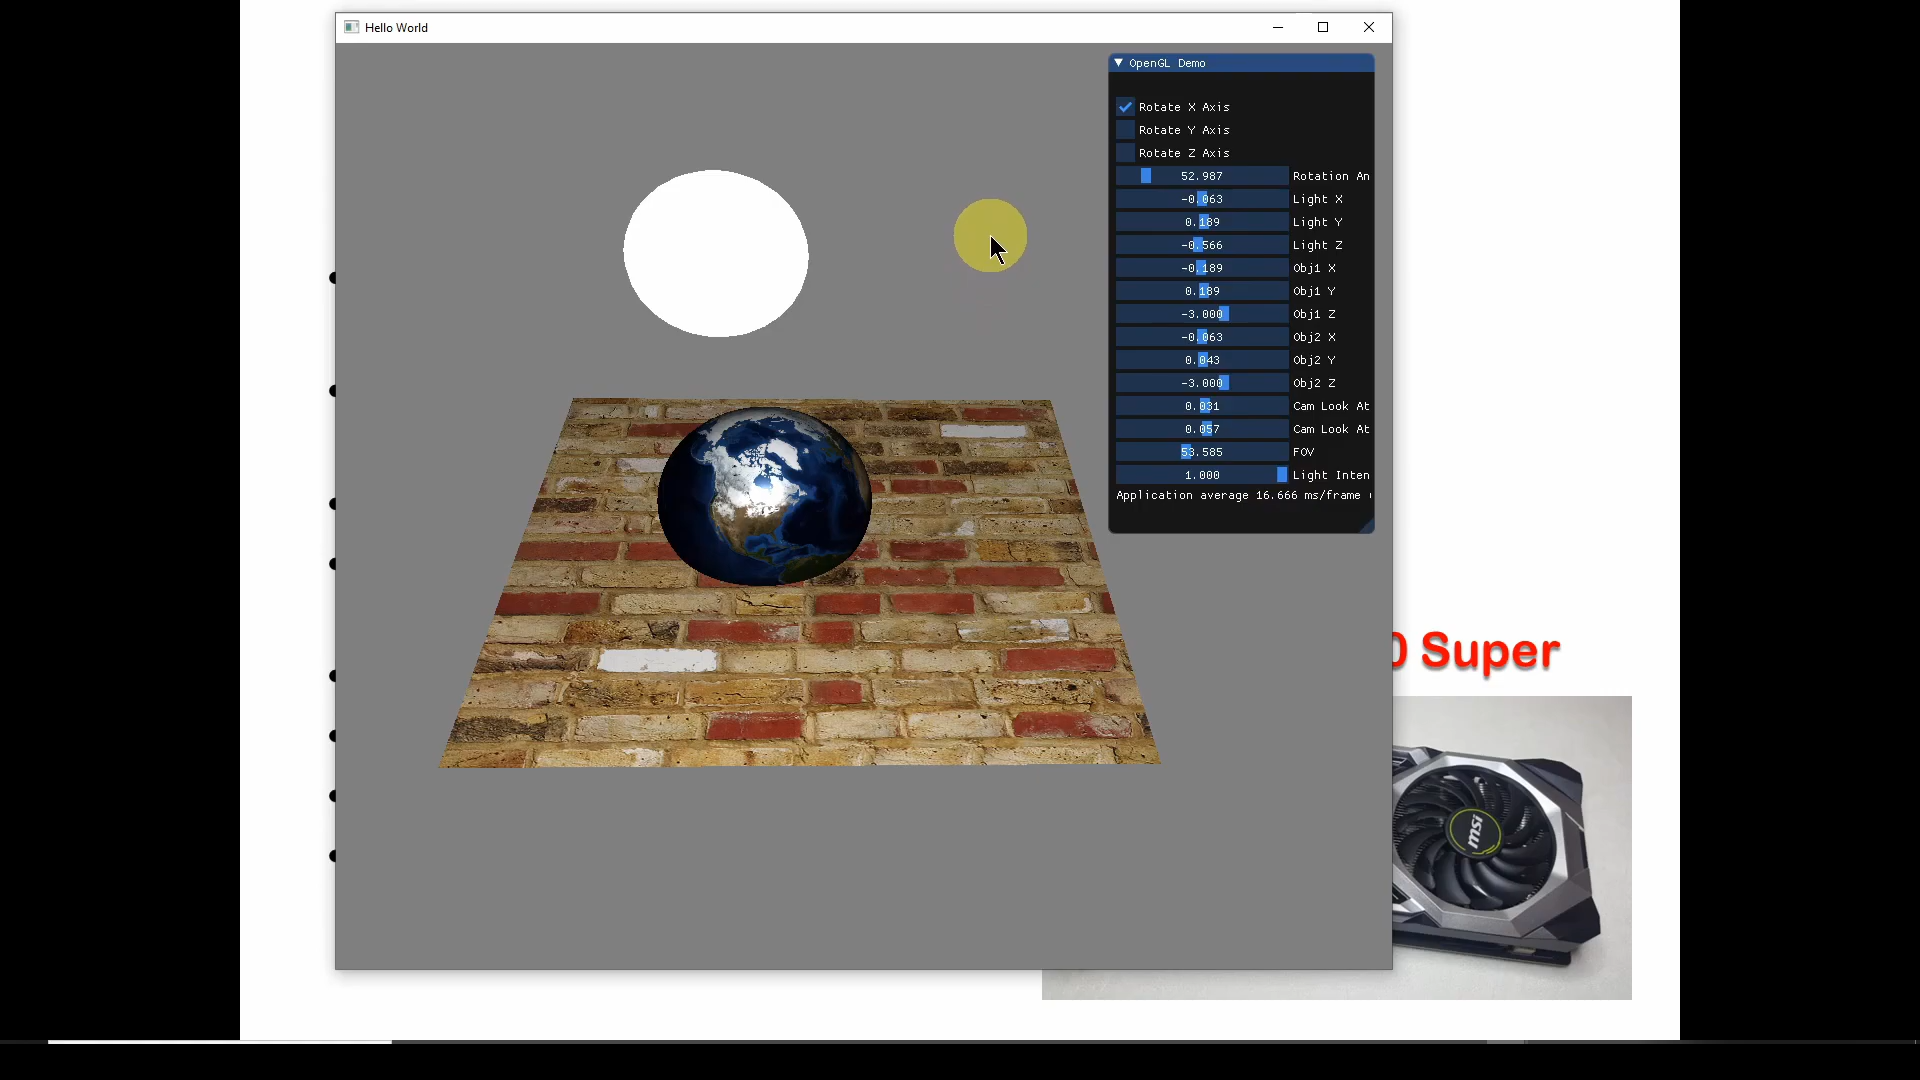 Hello World
OpenGL Demo
Rotate X Axis
Rotate Y Axis
Rotate Z Axis
52.987 Rotation An
-0.063 Light X
0.189 Light Y
-0.566 Light Z
-0.189 Obj1 X
0.189 Obj1 Y
-3.000 Obj1 Z
-0.063 Obj2 X
0.043 Obj2 Y
-3.000 Obj2 Z
0.031 Cam Look At
0.057 Cam Look At
53.585 FOV
1.000 Light Inten
Application average 16.666 ms/frame (
0 Super
msi